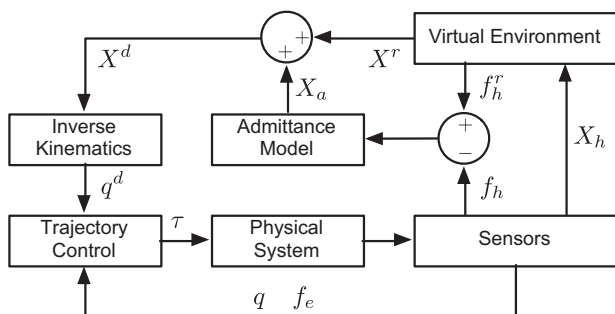 X^d
+
+
X^r
Virtual Environment
X_a
f_h^r
Inverse
Kinematics
Admittance
Model
+
−
X_h
q^d
f_h
Trajectory
Control
τ
Physical
System
Sensors
q f_e